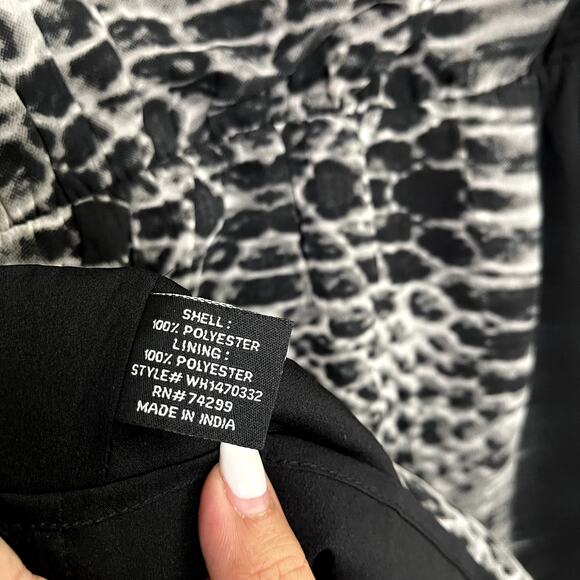 SHELL:
100% POLYESTER
LINING:
100% POLYESTER
STYLE# WH1470332
RN# 74299
MADE IN INDIA